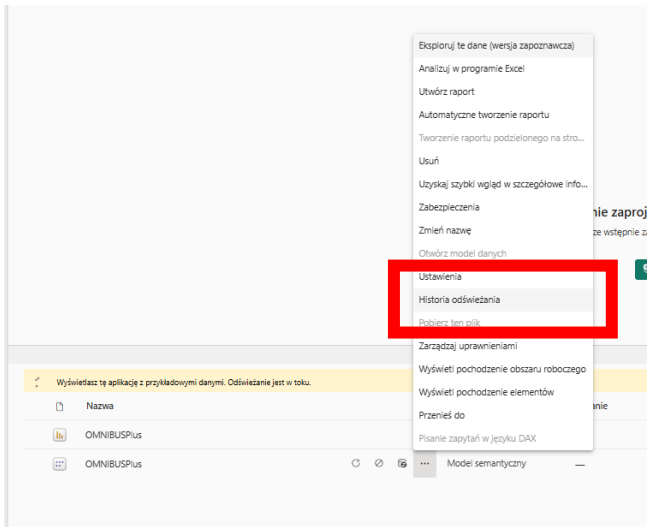 Eksploruj te dane (wersja zapoznawcza)
Analizuj w programie Excel
Utwórz raport
Automatyczne tworzenie raportu
Tworzenie raportu podzielonego na stro...
Usuń
Uzyskaj szybki wgląd w szczegółowe info...
Zabezpieczenia
nie zaproj
Zmień nazwę
ze wstępnie za
Otwórz model danych
Ustawienia
Historia odświeżania
Pobierz ten plik
Zarządzaj uprawnieniami
Wyświetl pochodzenie obszaru roboczego
Wyświetlasz tę aplikację z przykładowymi danymi. Odświeżanie jest w toku.
Wyświetl pochodzenie elementów
Nazwa
anie
Przenieś do
OMNIBUSPlus
Pisanie zapytań w języku DAX
OMNIBUSPlus ... Model semantyczny —